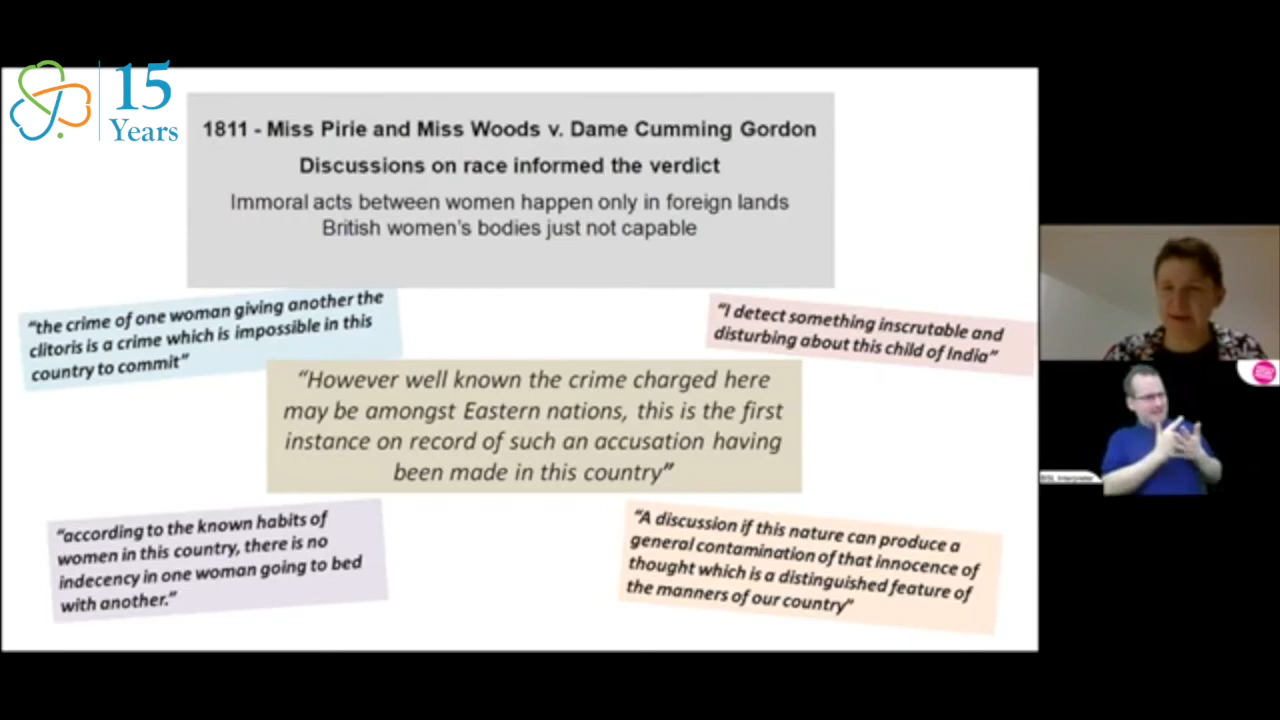 15
Years
1811 - Miss Pirie and Miss Woods v. Dame Cumming Gordon
Discussions on race informed the verdict
Immoral acts between women happen only in foreign lands
British women's bodies just not capable
"the crime of one woman giving another the
clitoris is a crime which is impossible in this
country to commit"
"I detect something inscrutable and
disturbing about this child of India"
"However well known the crime charged here
may be amongst Eastern nations, this is the first
instance on record of such an accusation having
been made in this country"
"according to the known habits of
women in this country, there is no
indecency in one woman going to bed
with another."
"A discussion if this nature can produce a
general contamination of that innocence of
thought which is a distinguished feature of
the manners of our country"
BSL Interpreter